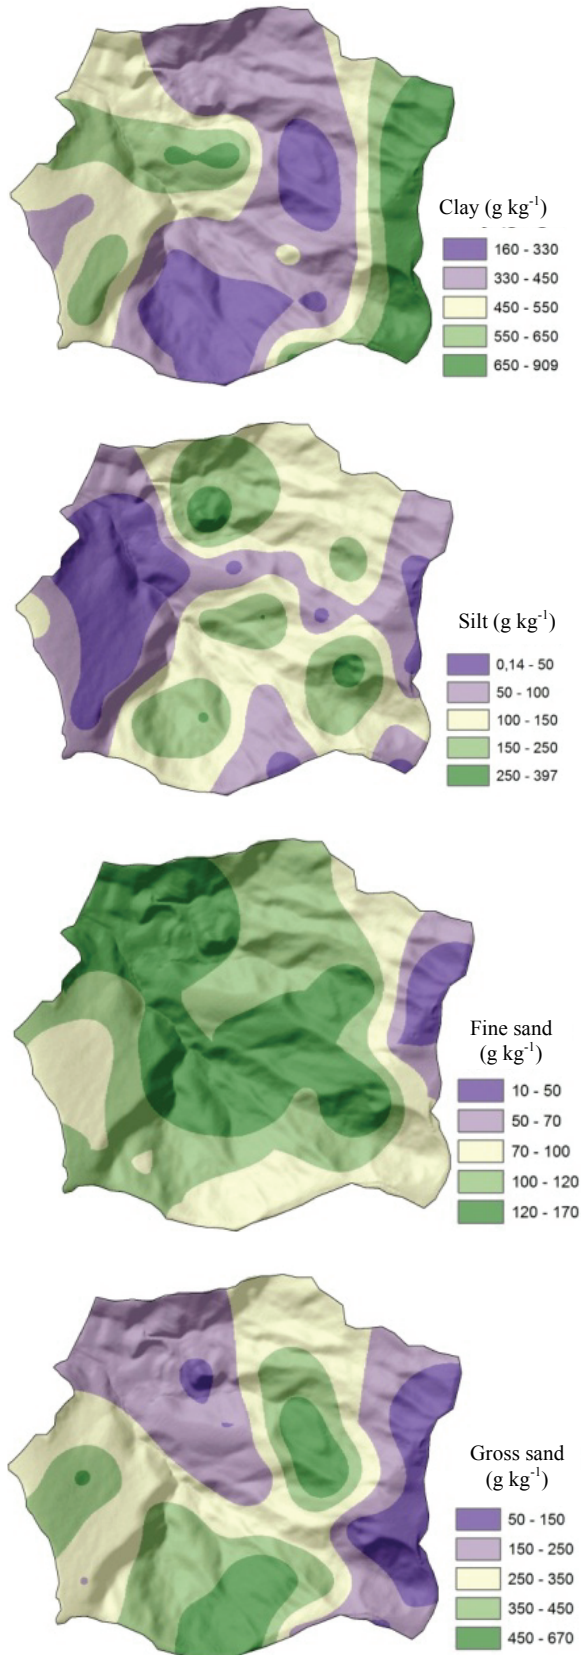 Clay (g kg-1)
160 - 330
330 - 450
450 - 550
550 - 650
650 - 909
Silt (g kg-1)
0,14 - 50
50 - 100
100 - 150
150 - 250
250 - 397
Fine sand
(g kg-1)
10 - 50
50 - 70
70 - 100
100 - 120
120 - 170
Gross sand
(g kg-1)
50 - 150
150 - 250
250 - 350
350 - 450
450 - 670